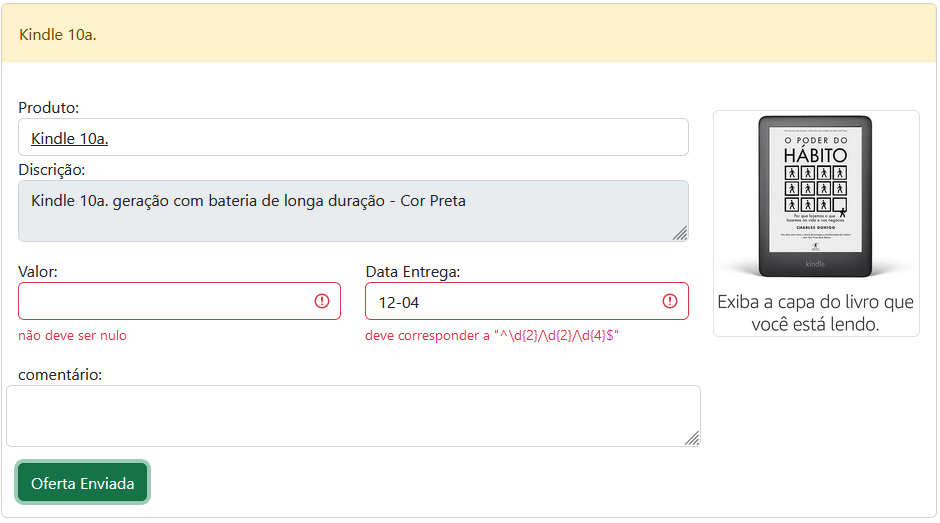 Kindle 10a.
Produto:
Kindle 10a.
Discrição:
Kindle 10a. geração com bateria de longa duração - Cor Preta
Valor:
Data Entrega:
12-04
não deve ser nulo
deve corresponder a "^\d{2}/\d{2}/\d{4}$"
comentário:
Oferta Enviada
O PODER DO
HÁBITO
Por que fazemos o que
fazemos na vida e nos negócios
CHARLES DUHIGG
kindle
Exiba a capa do livro que
você está lendo.